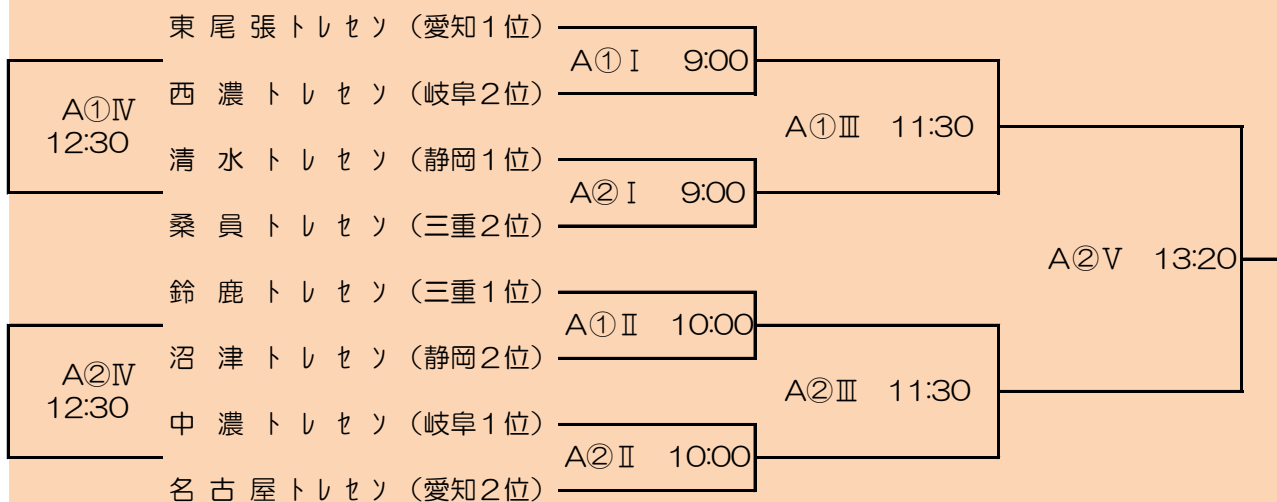 東尾張トレセン（愛知１位）
A①Ⅰ 9:00
西濃トレセン（岐阜２位）
A①Ⅳ
12:30
A①Ⅲ 11:30
清水トレセン（静岡１位）
A②Ⅰ 9:00
桑員トレセン（三重２位）
A②Ⅴ 13:20
鈴鹿トレセン（三重１位）
A①Ⅱ 10:00
沼津トレセン（静岡２位）
A②Ⅳ
12:30
A②Ⅲ 11:30
中濃トレセン（岐阜１位）
A②Ⅱ 10:00
名古屋トレセン（愛知２位）